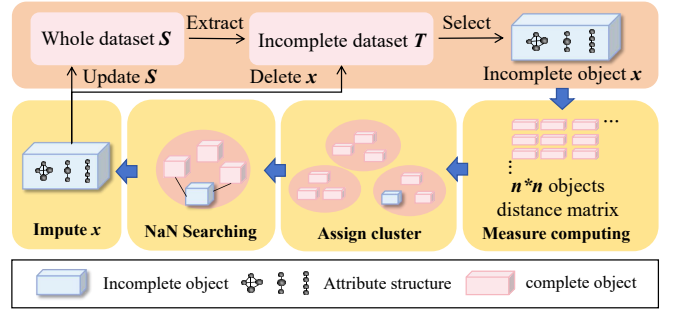 Whole dataset S
Extract
Incomplete dataset T
Select
Incomplete object x
Update S
Delete x
...
...
n*n objects
distance matrix
Impute x
NaN Searching
Assign cluster
Measure computing
Incomplete object
Attribute structure
complete object